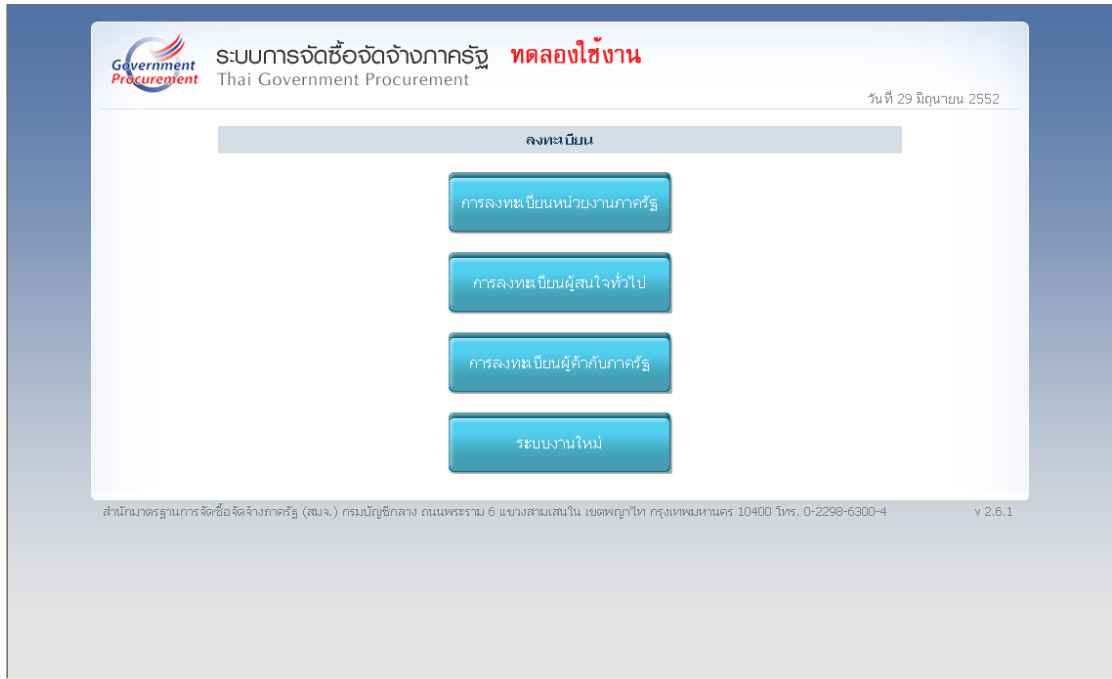 Government
Procurement
ระบบการจัดซื้อจัดจ้างภาครัฐ ทดลองใช้งาน
Thai Government Procurement
วันที่ 29 มิถุนายน 2552
ลงทะเบียน
การลงทะเบียนหน่วยงานภาครัฐ
การลงทะเบียนผู้สนใจทั่วไป
การลงทะเบียนผู้ค้ากับภาครัฐ
ระบบงานใหม่
สำนักมาตรฐานการจัดซื้อจัดจ้างภาครัฐ (สมจ.) กรมบัญชีกลาง ถนนพระราม 6 แขวงสามเสนใน เขตพญาไท กรุงเทพมหานคร 10400 โทร. 0-2298-6300-4 v 2.6.1